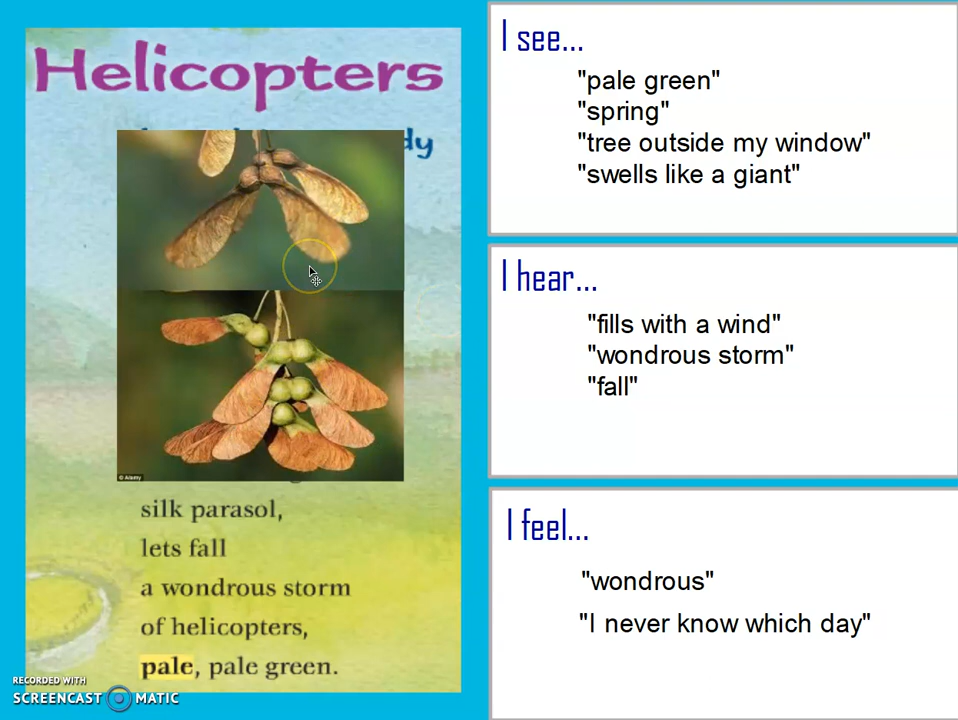 Helicopters
dy
© Alamy
silk parasol,
lets fall
a wondrous storm
of helicopters,
pale, pale green.
RECORDED WITH
SCREENCAST MATIC
I see...
"pale green"
"spring"
"tree outside my window"
"swells like a giant"
I hear...
"fills with a wind"
"wondrous storm"
"fall"
I feel...
"wondrous"
"I never know which day"